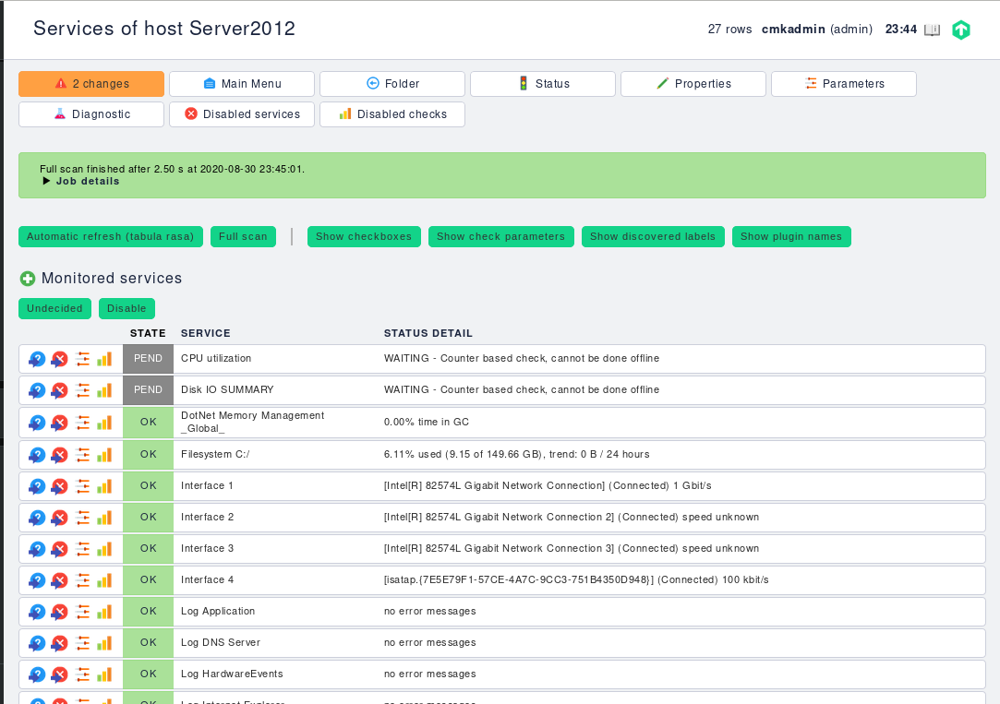 Services of host Server2012
27 rows cmkadmin (admin) 23:44
2 changes Main Menu Folder Status Properties Parameters
Diagnostic Disabled services Disabled checks
Full scan finished after 2.50 s at 2020-08-30 23:45:01.
Job details
Automatic refresh (tabula rasa) Full scan Show checkboxes Show check parameters Show discovered labels Show plugin names
Monitored services
Undecided Disable
STATE SERVICE STATUS DETAIL
PEND CPU utilization WAITING - Counter based check, cannot be done offline
PEND Disk IO SUMMARY WAITING - Counter based check, cannot be done offline
OK DotNet Memory Management _Global_ 0.00% time in GC
OK Filesystem C:/ 6.11% used (9.15 of 149.66 GB), trend: 0 B / 24 hours
OK Interface 1 [Intel[R] 82574L Gigabit Network Connection] (Connected) 1 Gbit/s
OK Interface 2 [Intel[R] 82574L Gigabit Network Connection 2] (Connected) speed unknown
OK Interface 3 [Intel[R] 82574L Gigabit Network Connection 3] (Connected) speed unknown
OK Interface 4 [isatap.{7E5E79F1-57CE-4A7C-9CC3-751B4350D948}] (Connected) 100 kbit/s
OK Log Application no error messages
OK Log DNS Server no error messages
OK Log HardwareEvents no error messages
OK Log Internet Explorer no error messages